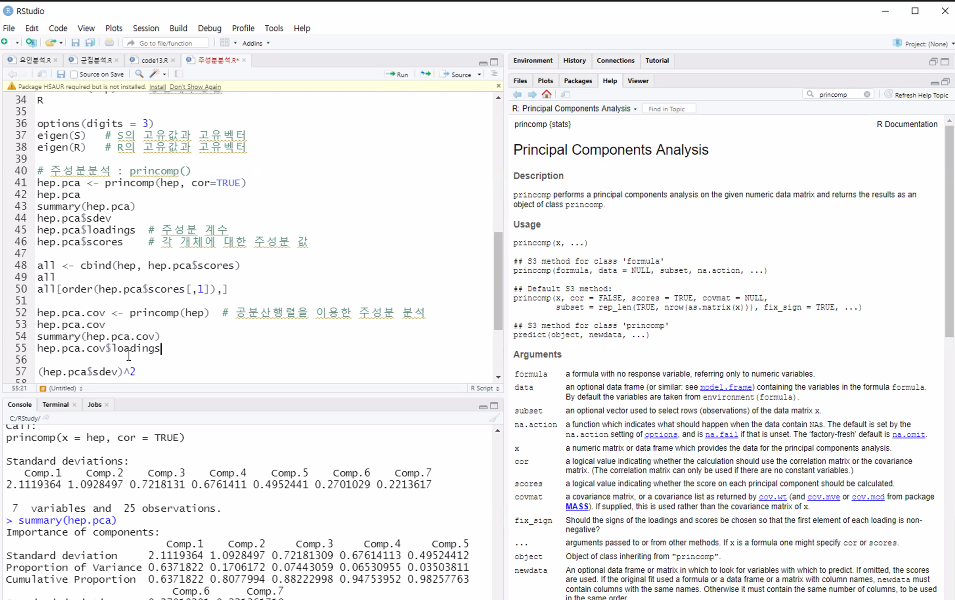 RStudio
File Edit Code View Plots Session Build Debug Profile Tools Help
Go to file/function Addins Project: (None)
요인분석.R 군집분석.R code13.R 주성분분석.R*
Source on Save Run Source
Package HSAUR required but is not installed. Install Don't Show Again
34 R
35
36 options(digits = 3)
37 eigen(S) # S의 고유값과 고유벡터
38 eigen(R) # R의 고유값과 고유벡터
39
40 # 주성분분석 : princomp()
41 hep.pca <- princomp(hep, cor=TRUE)
42 hep.pca
43 summary(hep.pca)
44 hep.pca$sdev
45 hep.pca$loadings # 주성분 계수
46 hep.pca$scores # 각 개체에 대한 주성분 값
47
48 all <- cbind(hep, hep.pca$scores)
49 all
50 all[order(hep.pca$scores[,1]),]
51
52 hep.pca.cov <- princomp(hep) # 공분산행렬을 이용한 주성분 분석
53 hep.pca.cov
54 summary(hep.pca.cov)
55 hep.pca.cov$loadings
56
57 (hep.pca$sdev)^2
58
55:21 (Untitled) R Script
Console Terminal Jobs
C:/RStudy/
Call:
princomp(x = hep, cor = TRUE)
Standard deviations:
Comp.1 Comp.2 Comp.3 Comp.4 Comp.5 Comp.6 Comp.7
2.1119364 1.0928497 0.7218131 0.6761411 0.4952441 0.2701029 0.2213617
7 variables and 25 observations.
> summary(hep.pca)
Importance of components:
Comp.1 Comp.2 Comp.3 Comp.4 Comp.5
Standard deviation 2.1119364 1.0928497 0.72181309 0.67614113 0.49524412
Proportion of Variance 0.6371822 0.1706172 0.07443059 0.06530955 0.03503811
Cumulative Proportion 0.6371822 0.8077994 0.88222998 0.94753952 0.98257763
Comp.6 Comp.7
Environment History Connections Tutorial
Files Plots Packages Help Viewer
princomp Refresh Help Topic
R: Principal Components Analysis Find in Topic
princomp {stats} R Documentation
Principal Components Analysis
Description
princomp performs a principal components analysis on the given numeric data matrix and returns the results as an
object of class princomp.
Usage
princomp(x, ...)
## S3 method for class 'formula'
princomp(formula, data = NULL, subset, na.action, ...)
## Default S3 method:
princomp(x, cor = FALSE, scores = TRUE, covmat = NULL,
subset = rep_len(TRUE, nrow(as.matrix(x))), fix_sign = TRUE, ...)
## S3 method for class 'princomp'
predict(object, newdata, ...)
Arguments
formula a formula with no response variable, referring only to numeric variables.
data an optional data frame (or similar: see model.frame) containing the variables in the formula formula.
By default the variables are taken from environment(formula).
subset an optional vector used to select rows (observations) of the data matrix x.
na.action a function which indicates what should happen when the data contain NAs. The default is set by the
na.action setting of options, and is na.fail if that is unset. The 'factory-fresh' default is na.omit.
x a numeric matrix or data frame which provides the data for the principal components analysis.
cor a logical value indicating whether the calculation should use the correlation matrix or the covariance
matrix. (The correlation matrix can only be used if there are no constant variables.)
scores a logical value indicating whether the score on each principal component should be calculated.
covmat a covariance matrix, or a covariance list as returned by cov.wt (and cov.mve or cov.mcd from package
MASS). If supplied, this is used rather than the covariance matrix of x.
fix_sign Should the signs of the loadings and scores be chosen so that the first element of each loading is non-
negative?
... arguments passed to or from other methods. If x is a formula one might specify cor or scores.
object Object of class inheriting from "princomp".
newdata An optional data frame or matrix in which to look for variables with which to predict. If omitted, the scores
are used. If the original fit used a formula or a data frame or a matrix with column names, newdata must
contain columns with the same names. Otherwise it must contain the same number of columns, to be used
in the same order.